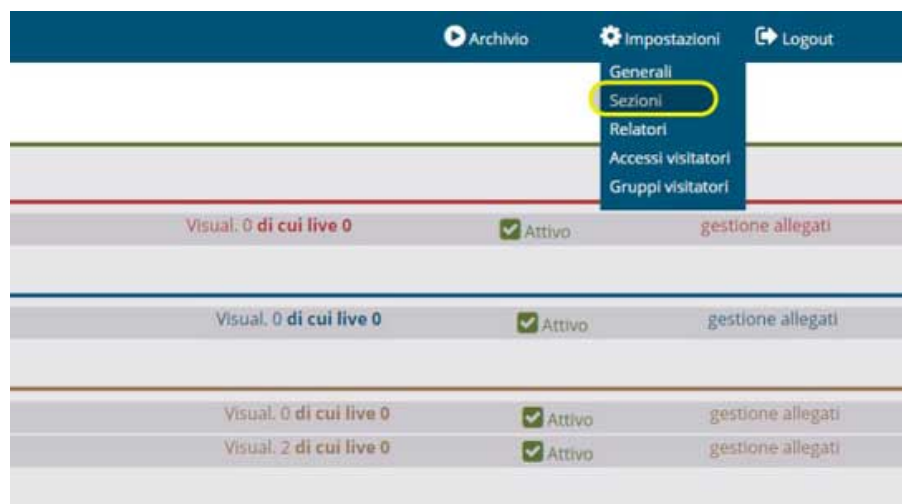 Archivio Impostazioni Logout
Generali
Sezioni
Relatori
Accessi visitatori
Gruppi visitatori
Visual. 0 di cui live 0 Attivo gestione allegati
Visual. 0 di cui live 0 Attivo gestione allegati
Visual. 0 di cui live 0 Attivo gestione allegati
Visual. 2 di cui live 0 Attivo gestione allegati